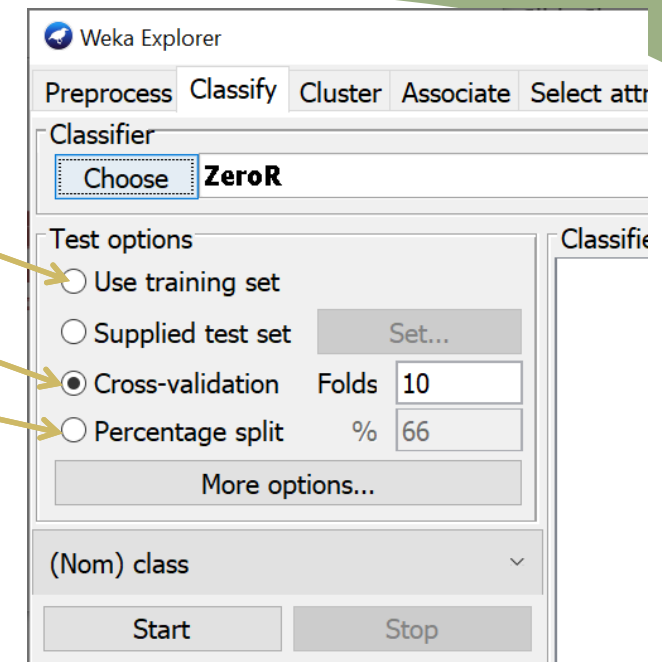 Weka Explorer
Preprocess Classify Cluster Associate Select attr
Classifier
Choose ZeroR
Test options
Classifie
Use training set
Supplied test set Set...
Cross-validation Folds 10
Percentage split % 66
More options...
(Nom) class
Start Stop